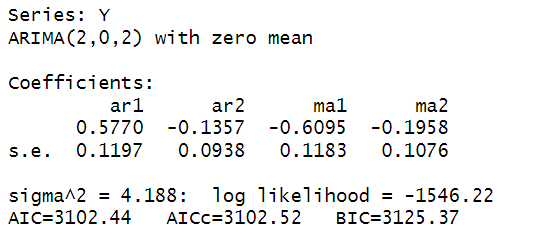 Series: Y
ARIMA(2,0,2) with zero mean
Coefficients:
ar1 ar2 ma1 ma2
0.5770 -0.1357 -0.6095 -0.1958
s.e. 0.1197 0.0938 0.1183 0.1076
sigma^2 = 4.188: log likelihood = -1546.22
AIC=3102.44 AICc=3102.52 BIC=3125.37